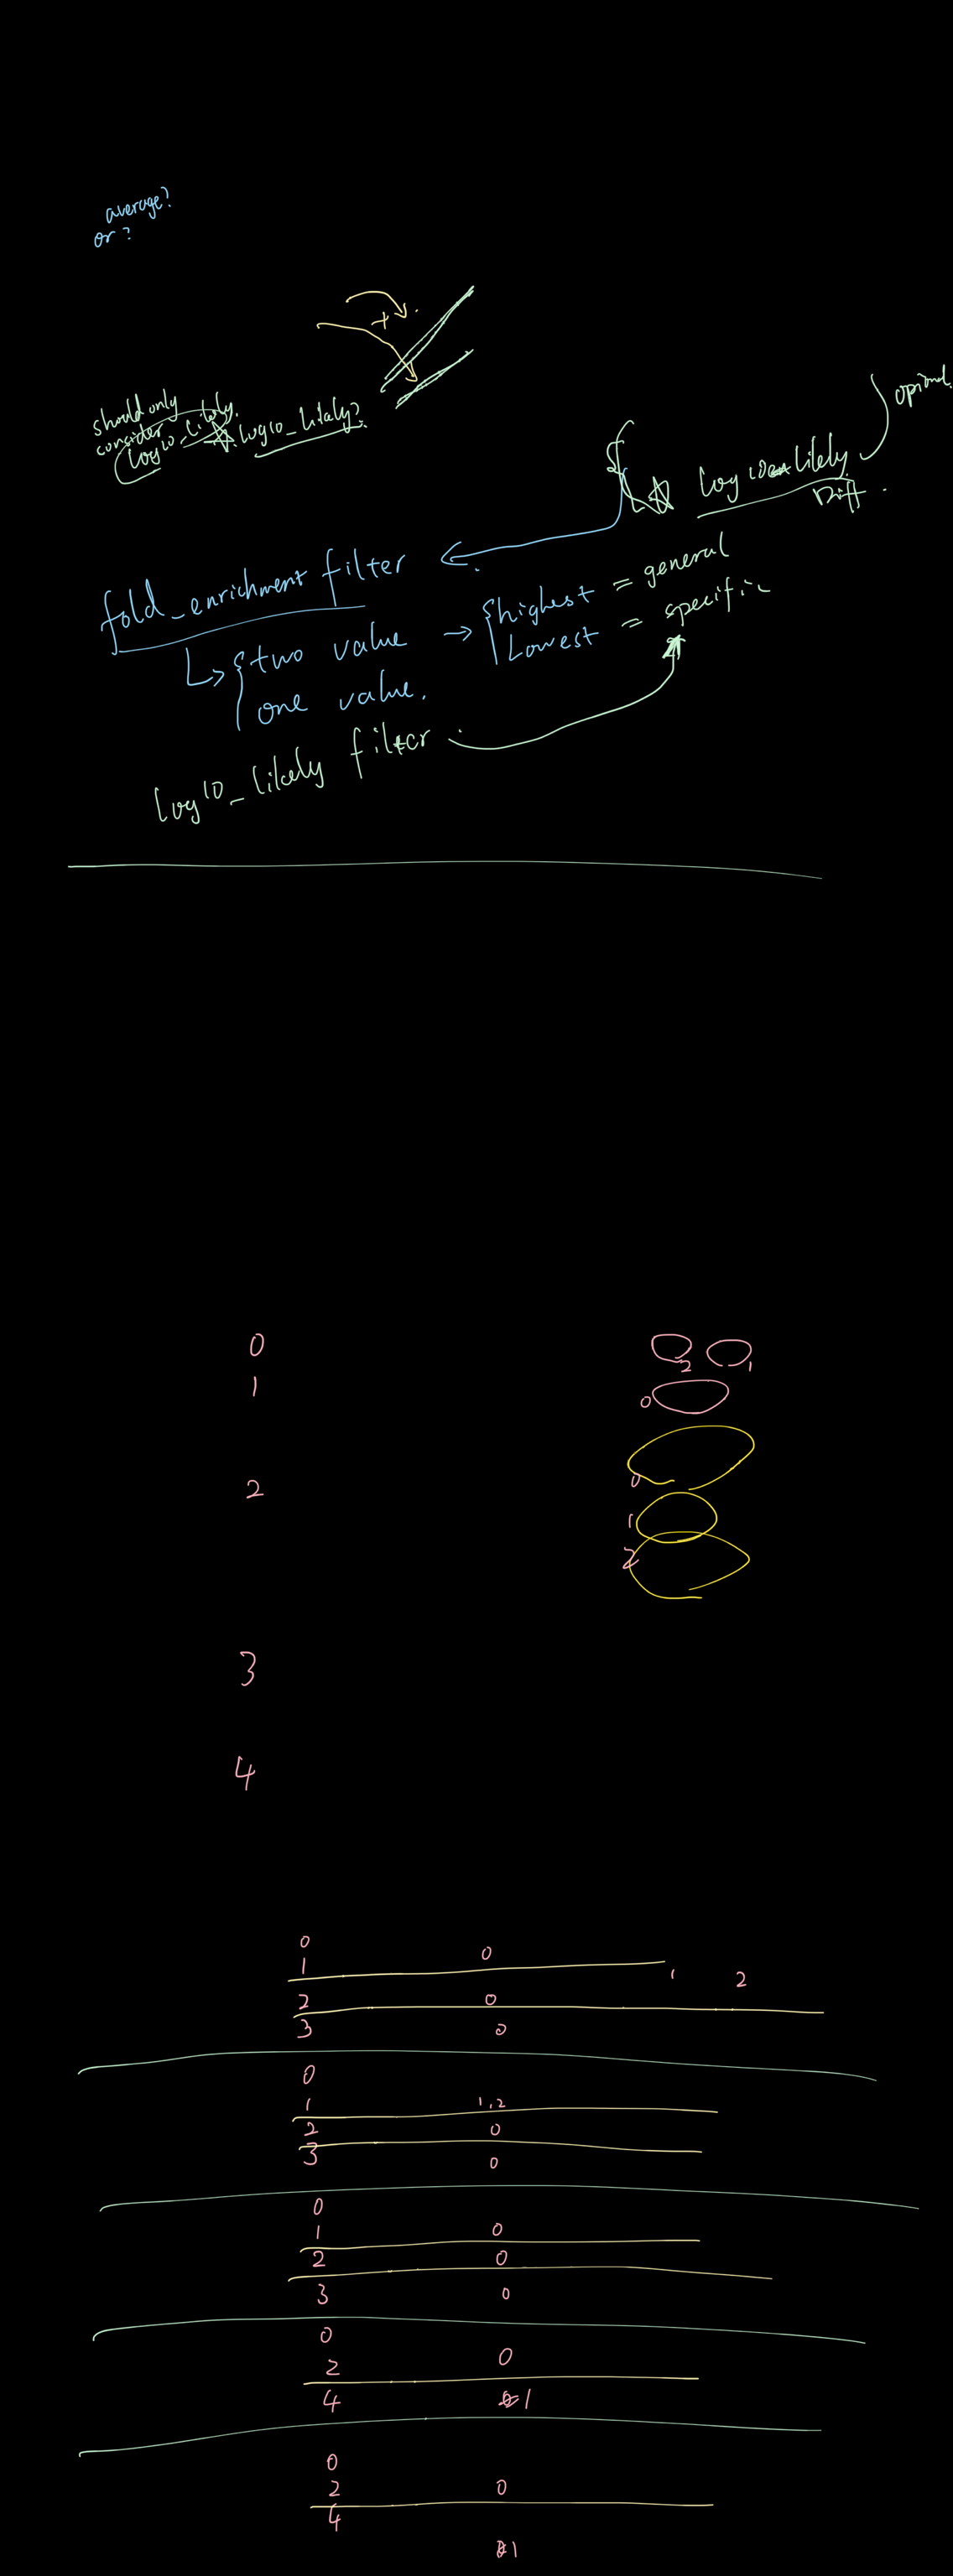 average?
or?
should only
consider
log10_likely.
log10_likely?
optional.
log10_likely
Diff.
fold_enrichment filter
two value → highest = general
Lowest = specific
one value.
log10_likely filter.
0
2 1
1
0
2
0
1
2
3
4
0
0
1
1 2
2 0
3 0
0
1 1,2
2 0
3 0
0
1 0
2 0
3 0
0
2 0
4 1
0
2 0
4
1